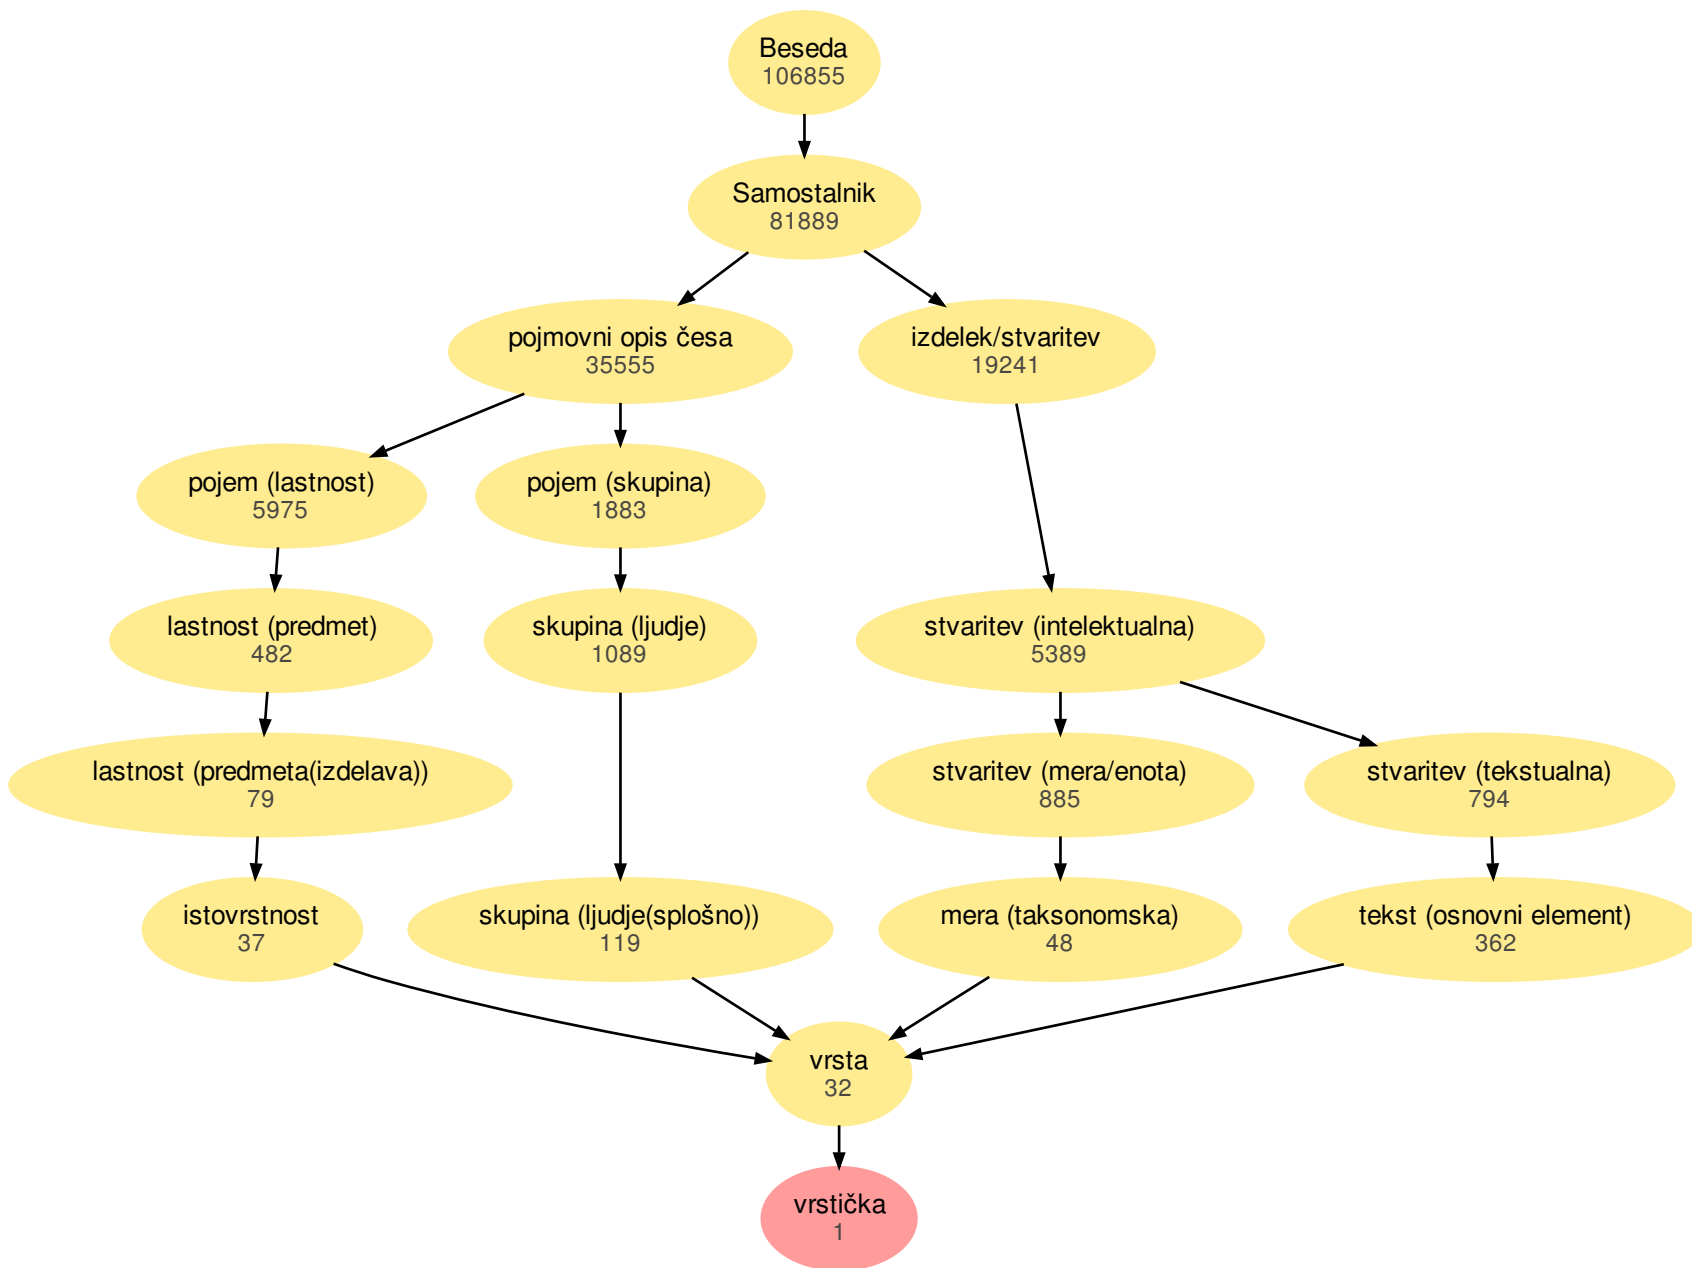 Beseda
106855
Samostalnik
81889
pojmovni opis česa
35555
izdelek/stvaritev
19241
pojem (lastnost)
5975
pojem (skupina)
1883
lastnost (predmet)
482
skupina (ljudje)
1089
stvaritev (intelektualna)
5389
lastnost (predmeta(izdelava))
79
stvaritev (mera/enota)
885
stvaritev (tekstualna)
794
istovrstnost
37
skupina (ljudje(splošno))
119
mera (taksonomska)
48
tekst (osnovni element)
362
vrsta
32
vrstička
1